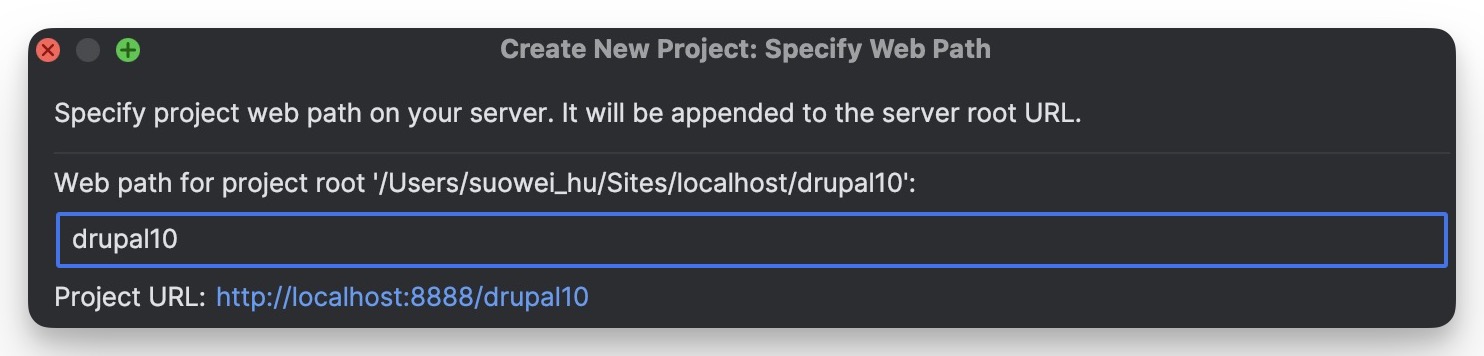 Create New Project: Specify Web Path
Specify project web path on your server. It will be appended to the server root URL.
Web path for project root '/Users/suowei_hu/Sites/localhost/drupal10':
drupal10
Project URL: http://localhost:8888/drupal10